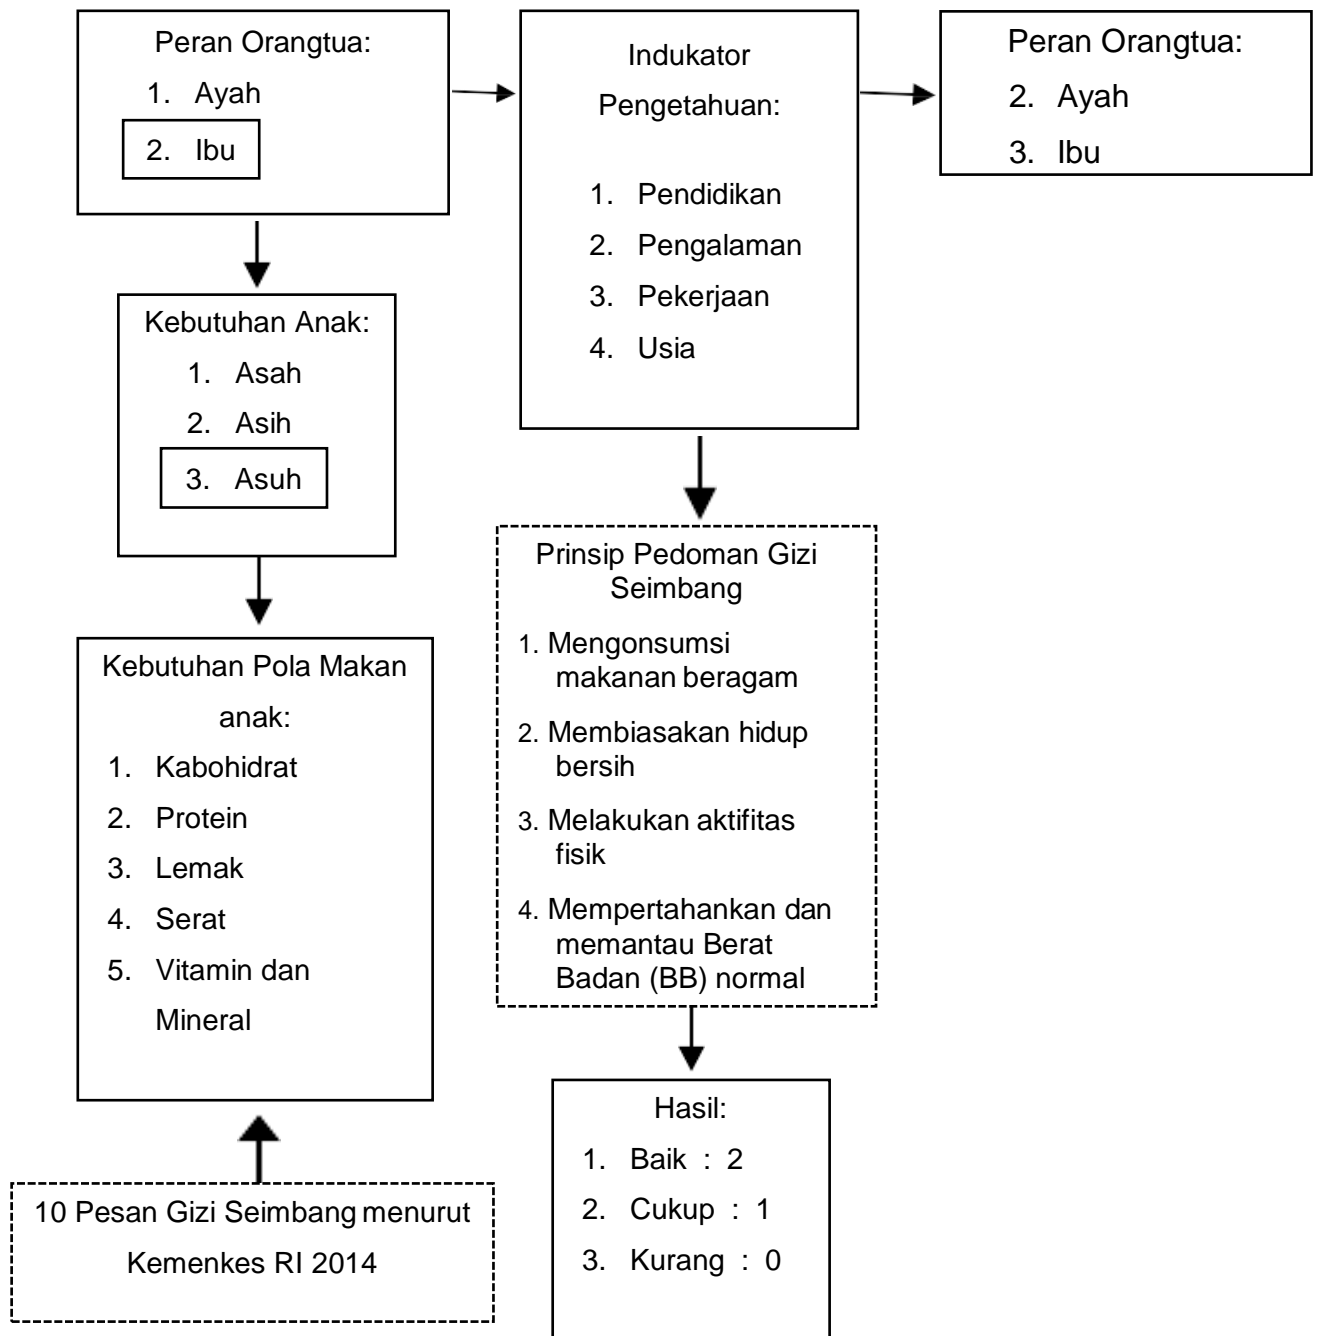 Peran Orangtua:
1. Ayah
2. Ibu
Indukator
Pengetahuan:
1. Pendidikan
2. Pengalaman
3. Pekerjaan
4. Usia
Peran Orangtua:
2. Ayah
3. Ibu
Kebutuhan Anak:
1. Asah
2. Asih
3. Asuh
Prinsip Pedoman Gizi
Seimbang
1. Mengonsumsi
makanan beragam
2. Membiasakan hidup
bersih
3. Melakukan aktifitas
fisik
4. Mempertahankan dan
memantau Berat
Badan (BB) normal
Kebutuhan Pola Makan
anak:
1. Kabohidrat
2. Protein
3. Lemak
4. Serat
5. Vitamin dan
Mineral
Hasil:
1. Baik : 2
2. Cukup : 1
3. Kurang : 0
10 Pesan Gizi Seimbang menurut
Kemenkes RI 2014